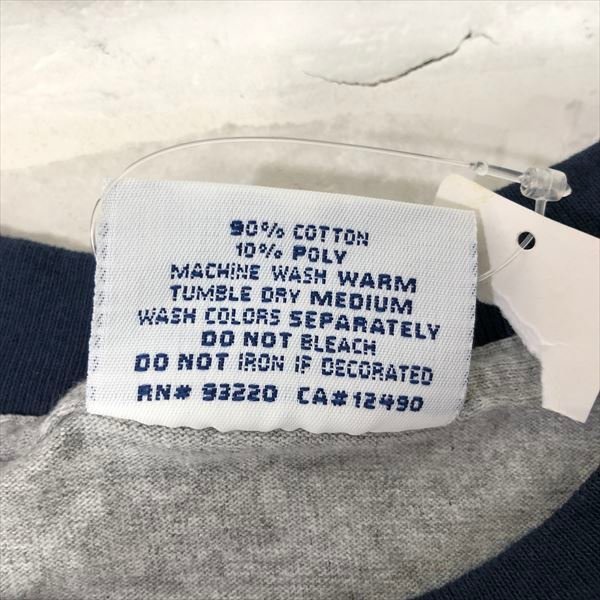 90% COTTON
10% POLY
MACHINE WASH WARM
TUMBLE DRY MEDIUM
WASH COLORS SEPARATELY
DO NOT BLEACH
DO NOT IRON IF DECORATED
RN# 93220 CA#12490